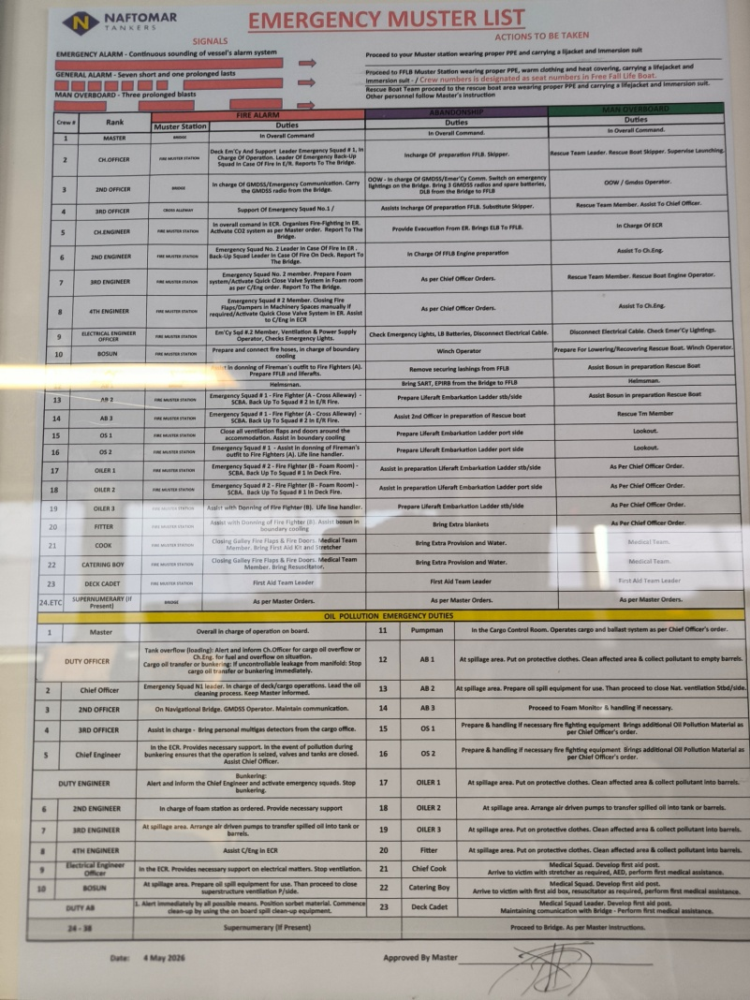 NAFTOMAR
TANKERS
EMERGENCY MUSTER LIST
SIGNALS
ACTIONS TO BE TAKEN
EMERGENCY ALARM - Continuous sounding of vessel's alarm system
Proceed to your Muster station wearing proper PPE and carrying a lijacket and Immersion suit
GENERAL ALARM - Seven short and one prolonged lasts
Proceed to FFLB Muster Station wearing proper PPE, warm clothing and heat covering, carrying a lifejacket and
Immersion suit - / Crew numbers is designated as seat numbers in Free Fall Life Boat.
MAN OVERBOARD - Three prolonged blasts
Rescue Boat Team proceed to the rescue boat area wearing proper PPE and carrying a lifejacket and Immersion suit.
Other personnel follow Master's instruction
Crew # Rank FIRE ALARM ABANDONSHIP MAN OVERBOARD
Muster Station Duties Duties Duties
1 MASTER BRIDGE In Overall Command In Overall Command. In Overall Command.
2 CH.OFFICER FIRE MUSTER STATION Deck Em'Cy And Support Leader Emergency Squad # 1, In
Charge Of Operation. Leader Of Emergency Back-Up
Squad In Case Of Fire In E/R. Reports To The Bridge.
Incharge Of preparation FFLB. Skipper. Rescue Team Leader. Rescue Boat Skipper. Supervise Launching.
3 2ND OFFICER BRIDGE In charge Of GMDSS/Emergency Communication. Carry
the GMDSS radio from the Bridge.
OOW - In charge Of GMDSS/Emer'Cy Comm. Switch on emergency
lightings on the Bridge. Bring 3 GMDSS radios and spare batteries,
DLB from the Bridge to FFLB
OOW / Gmdss Operator.
4 3RD OFFICER CROSS ALLEWAY Support Of Emergency Squad No.1 / Assists Incharge Of preparation FFLB. Substitute Skipper. Rescue Team Member. Assist To Chief Officer.
5 CH.ENGINEER FIRE MUSTER STATION In overall comand in ECR. Organizes Fire-Fighting In ER.
Activate CO2 system as per Master order. Report To The
Bridge.
Provide Evacuation From ER. Brings ELB To FFLB. In Charge Of ECR
6 2ND ENGINEER FIRE MUSTER STATION Emergency Squad No. 2 Leader In Case Of Fire In ER .
Back-Up Squad Leader In Case Of Fire On Deck. Report To
The Bridge.
In Charge Of FFLB Engine preparation Assist To Ch.Eng.
7 3RD ENGINEER FIRE MUSTER STATION Emergency Squad No. 2 member. Prepare Foam
system/Activate Quick Close Valve System in Foam room
as per C/Eng order. Report To The Bridge.
As per Chief Officer Orders. Rescue Team Member. Rescue Boat Engine Operator.
8 4TH ENGINEER FIRE MUSTER STATION Emergency Squad # 2 Member. Closing Fire
Flaps/Dampers in Machinery Spaces manually if
required/Activate Quick Close Valve System in ER. Assist
to C/Eng in ECR
As per Chief Officer Orders. Assist To Ch.Eng.
9 ELECTRICAL ENGINEER
OFFICER
FIRE MUSTER STATION Em'Cy Sqd #.2 Member, Ventilation & Power Supply
Operator, Checks Emergency Lights.
Check Emergency Lights, LB Batteries, Disconnect Electrical Cable. Disconnect Electrical Cable. Check Emer'Cy Lightings.
10 BOSUN FIRE MUSTER STATION Prepare and connect fire hoses, in charge of boundary
cooling
Winch Operator Prepare For Lowering/Recovering Rescue Boat. Winch Operator.
in donning of Fireman's outfit to Fire Fighters (A).
Prepare FFLB and liferafts.
Remove securing lashings from FFLB Assist Bosun in preparation Rescue Boat
Helmsman. Bring SART, EPIRB from the Bridge to FFLB Helmsman.
13 AB 2 FIRE MUSTER STATION Emergency Squad # 1 - Fire Fighter (A - Cross Alleway) -
SCBA. Back Up To Squad # 2 In E/R Fire.
Prepare Liferaft Embarkation Ladder stb/side Assist Bosun in preparation Rescue Boat
14 AB 3 FIRE MUSTER STATION Emergency Squad # 1 - Fire Fighter (A - Cross Alleway) -
SCBA. Back Up To Squad # 2 In E/R Fire.
Assist 2nd Officer in preparation of Rescue boat Rescue Tm Member
15 OS 1 FIRE MUSTER STATION Close all ventilation flaps and doors around the
accommodation. Assist in boundary cooling
Prepare Liferaft Embarkation Ladder port side Lookout.
16 OS 2 FIRE MUSTER STATION Emergency Squad # 1 - Assist in donning of Fireman's
outfit to Fire Fighters (A). Life line handler.
Prepare Liferaft Embarkation Ladder port side Lookout.
17 OILER 1 FIRE MUSTER STATION Emergency Squad # 2 - Fire Fighter (B - Foam Room) -
SCBA. Back Up To Squad # 1 In Deck Fire.
Assist in preparation Liferaft Embarkation Ladder stb/side As Per Chief Officer Order.
18 OILER 2 FIRE MUSTER STATION Emergency Squad # 2 - Fire Fighter (B - Foam Room) -
SCBA. Back Up To Squad # 1 In Deck Fire.
Assist in preparation Liferaft Embarkation Ladder port side As Per Chief Officer Order.
19 OILER 3 FIRE MUSTER STATION Assist with Donning of Fire Fighter (B). Life line handler. Prepare Liferaft Embarkation Ladder stb/side As Per Chief Officer Order.
20 FITTER FIRE MUSTER STATION Assist with Donning of Fire Fighter (B). Assist bosun in
boundary cooling
Bring Extra blankets As Per Chief Officer Order.
21 COOK FIRE MUSTER STATION Closing Galley Fire Flaps & Fire Doors. Medical Team
Member. Bring First Aid Kit and Stretcher
Bring Extra Provision and Water. Medical Team.
22 CATERING BOY FIRE MUSTER STATION Closing Galley Fire Flaps & Fire Doors. Medical Team
Member. Bring Resuscitator.
Bring Extra Provision and Water. Medical Team.
23 DECK CADET FIRE MUSTER STATION First Aid Team Leader First Aid Team Leader First Aid Team Leader
24.ETC SUPERNUMERARY (If
Present)
BRIDGE As per Master Orders. As per Master Orders. As per Master Orders.
OIL POLLUTION EMERGENCY DUTIES
1 Master Overall in charge of operation on board. 11 Pumpman In the Cargo Control Room. Operates cargo and ballast system as per Chief Officer's order.
DUTY OFFICER Tank overflow (loading): Alert and inform Ch.Officer for cargo oil overflow or
Ch.Eng. for fuel and overflow on situation.
Cargo oil transfer or bunkering: If uncontrollable leakage from manifold: Stop
cargo oil transfer or bunkering immediately.
12 AB 1 At spillage area. Put on protective clothes. Clean affected area & collect pollutant to empty barrels.
2 Chief Officer Emergency Squad N1 leader. In charge of deck/cargo operations. Lead the oil
cleaning process. Keep Master informed.
13 AB 2 At spillage area. Prepare oil spill equipment for use. Than proceed to close Nat. ventilation Stbd/side.
3 2ND OFFICER On Navigational Bridge. GMDSS Operator. Maintain communication. 14 AB 3 Proceed to Foam Monitor & handling if necessary.
4 3RD OFFICER Assist in charge - Bring personal multigas detectors from the cargo office. 15 OS 1 Prepare & handling if necessary fire fighting equipment Brings additional Oil Pollution Material as
per Chief Officer's order.
5 Chief Engineer In the ECR. Provides necessary support. In the event of pollution during
bunkering ensures that the operation is seized, valves and tanks are closed.
Assist Chief Officer.
16 OS 2 Prepare & handling if necessary fire fighting equipment Brings additional Oil Pollution Material as
per Chief Officer's order.
DUTY ENGINEER Bunkering:
Alert and inform the Chief Engineer and activate emergency squads. Stop
bunkering.
17 OILER 1 At spillage area. Put on protective clothes. Clean affected area & collect pollutant into barrels.
6 2ND ENGINEER In charge of foam station as ordered. Provide necessary support 18 OILER 2 At spillage area. Arrange air driven pumps to transfer spilled oil into tank or barrels.
7 3RD ENGINEER At spillage area. Arrange air driven pumps to transfer spilled oil into tank or
barrels.
19 OILER 3 At spillage area. Put on protective clothes. Clean affected area & collect pollutant into barrels.
8 4TH ENGINEER Assist C/Eng in ECR 20 Fitter At spillage area. Put on protective clothes. Clean affected area & collect pollutant into barrels.
9 Electrical Engineer
Officer
In the ECR. Provides necessary support on electrical matters. Stop ventilation. 21 Chief Cook Medical Squad. Develop first aid post.
Arrive to victim with stretcher as required, AED, perform first medical assistance.
10 BOSUN At spillage area. Prepare oil spill equipment for use. Than proceed to close
superstructure ventilation P/side.
22 Catering Boy Medical Squad. Develop first aid post.
Arrive to victim with first aid box, resuscitator as required, perform first medical assistance.
DUTY AB 1. Alert immediately by all possible means. Position sorbet material. Commence
clean-up by using the on board spill clean-up equipment.
23 Deck Cadet Medical Squad Leader. Develop first aid post.
Maintaining comunication with Bridge - Perform first medical assistance.
24 - 38 Supernumerary (If Present) Proceed to Bridge. As per Master Instructions.
Date: 4 May 2026 Approved By Master